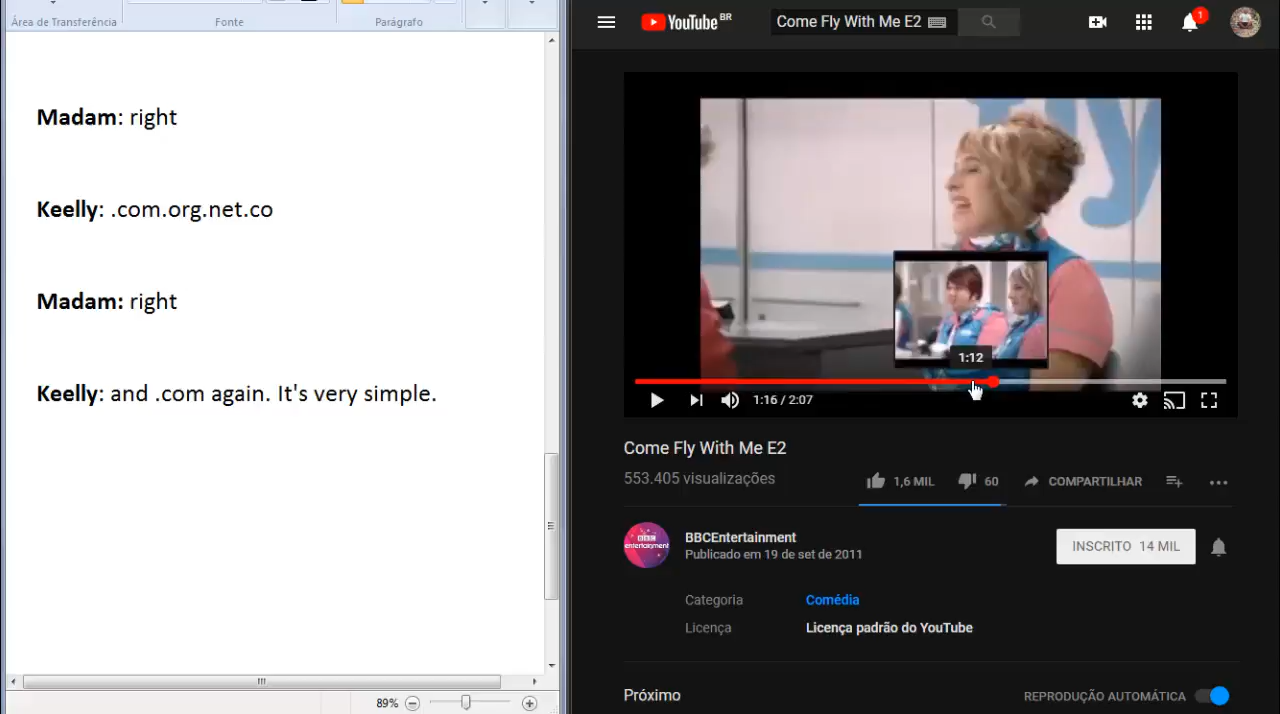 Área de Transferência
Fonte
Parágrafo
Madam: right
Keelly: .com.org.net.co
Madam: right
Keelly: and .com again. It's very simple.
89%
YouTube BR
Come Fly With Me E2
1
1:12
1:16 / 2:07
Come Fly With Me E2
553.405 visualizações
1,6 MIL
60
COMPARTILHAR
BBC entertainment
BBCEntertainment
Publicado em 19 de set de 2011
INSCRITO 14 MIL
Categoria
Comédia
Licença
Licença padrão do YouTube
Próximo
REPRODUÇÃO AUTOMÁTICA